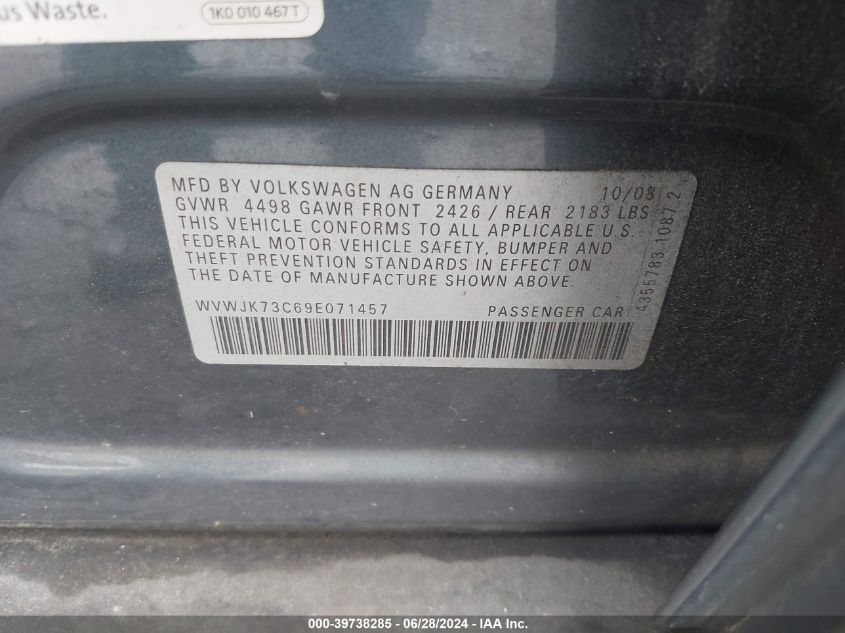 us Waste.
1K0 010 467 T
MFD BY VOLKSWAGEN AG GERMANY 10/08
GVWR 4498 GAWR FRONT 2426 / REAR 2183 LBS
THIS VEHICLE CONFORMS TO ALL APPLICABLE U.S.
FEDERAL MOTOR VEHICLE SAFETY, BUMPER AND
THEFT PREVENTION STANDARDS IN EFFECT ON
THE DATE OF MANUFACTURE SHOWN ABOVE.
WVWJK73C69E071457 PASSENGER CAR
4355783 1087 2
000-39738285 - 06/28/2024 - IAA Inc.